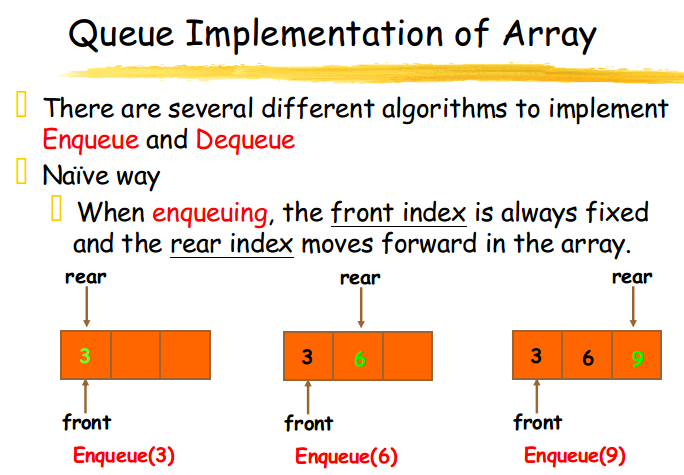 Queue Implementation of Array
There are several different algorithms to implement
Enqueue and Dequeue
Naïve way
When enqueuing, the front index is always fixed
and the rear index moves forward in the array.
rear
rear
rear
3
3 6
3 6 9
front
front
front
Enqueue(3)
Enqueue(6)
Enqueue(9)